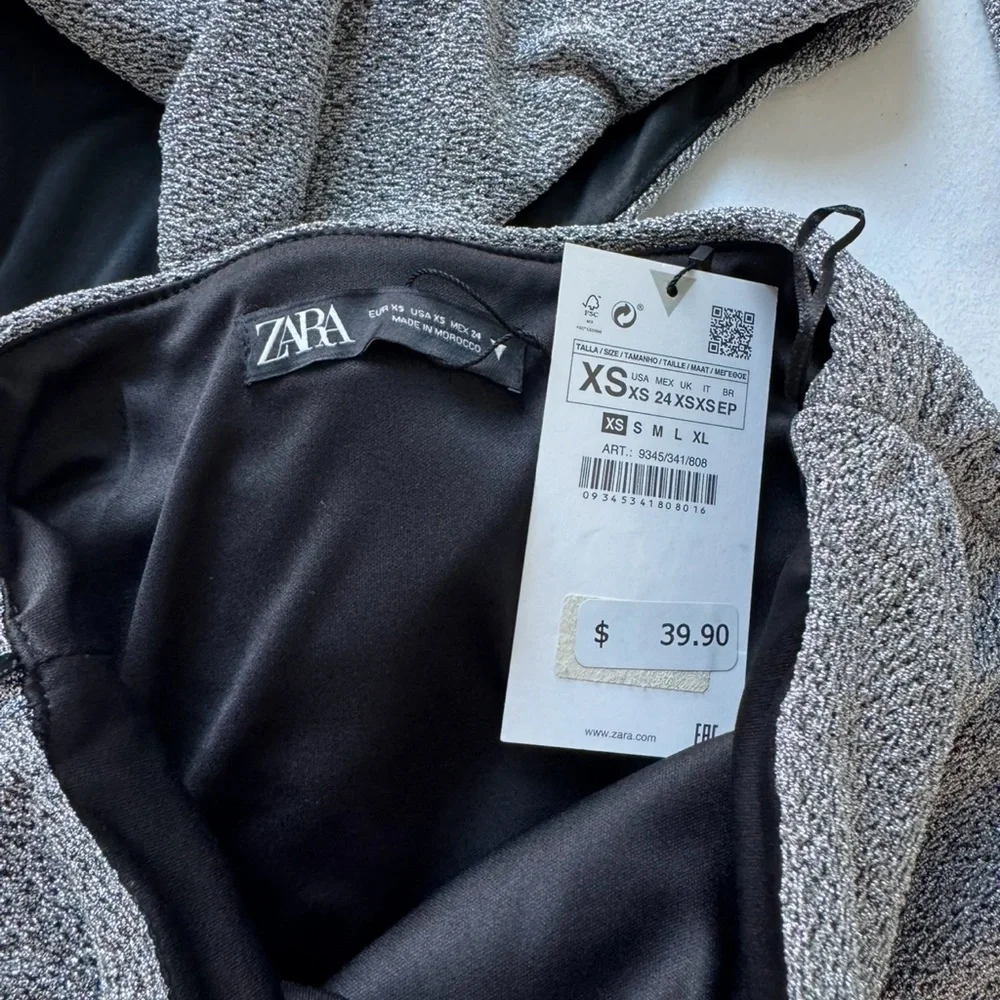 ZARA
EUR XS USA XS MEX 24
MADE IN MOROCCO
FSC
TALLA / SIZE / TAMANHO / TAILLE / MAAT / ΜΕΓΕΘΟΣ
XS
USA MEX UK IT BR
XS 24 XS XS EP
XS S M L XL
ART.: 9345/341/808
09345341808016
$ 39.90
www.zara.com